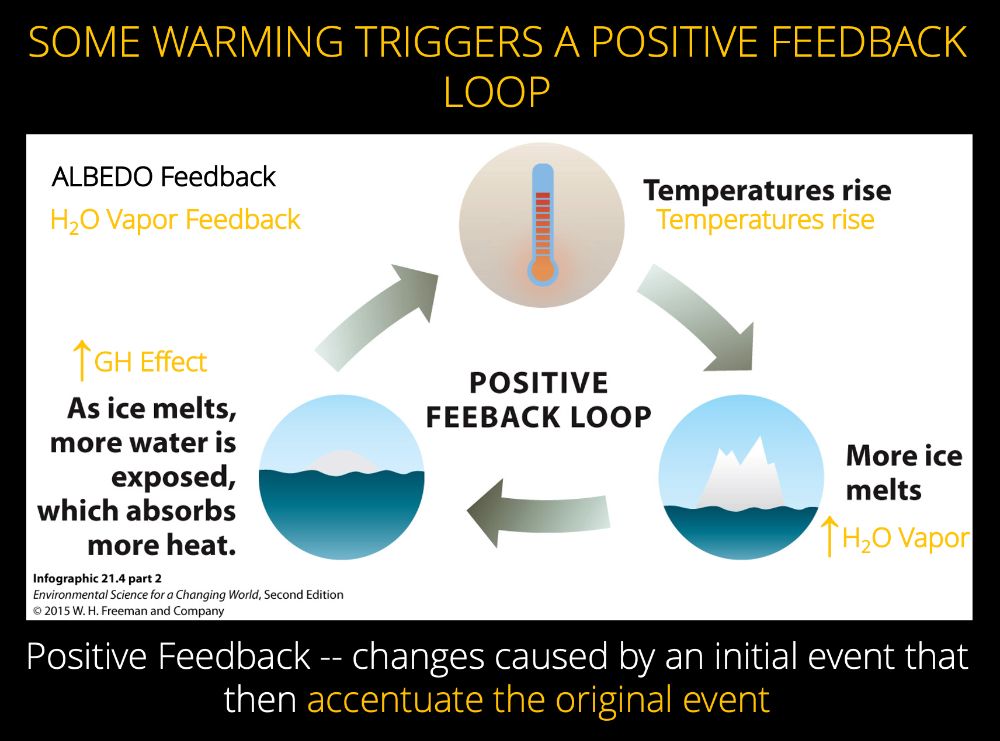 SOME WARMING TRIGGERS A POSITIVE FEEDBACK
LOOP
ALBEDO Feedback
H₂O Vapor Feedback
Temperatures rise
Temperatures rise
↑GH Effect
As ice melts,
more water is
exposed,
which absorbs
more heat.
POSITIVE
FEEBACK LOOP
More ice
melts
↑H₂O Vapor
Infographic 21.4 part 2
Environmental Science for a Changing World, Second Edition
© 2015 W. H. Freeman and Company
Positive Feedback -- changes caused by an initial event that
then accentuate the original event